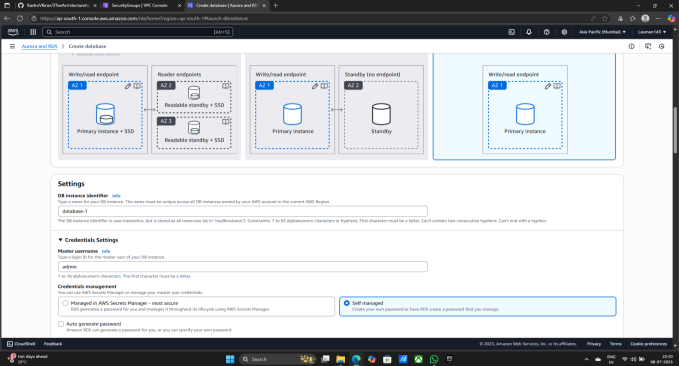 KastroVKiran/3TierArchitecture/
SecurityGroups | VPC Console
Create database | Aurora and RDS
https://ap-south-1.console.aws.amazon.com/rds/home?region=ap-south-1#launch-dbinstance
aws
Search
[Alt+S]
Asia Pacific (Mumbai)
Aurora and RDS > Create database
Write/read endpoint
Reader endpoints
Write/read endpoint
Standby (no endpoint)
Write/read endpoint
AZ 1
AZ 2
AZ 1
AZ 2
AZ 1
Readable standby + SSD
AZ 3
Primary instance + SSD
Readable standby + SSD
Primary instance
Standby
Primary instance
Settings
DB instance identifier Info
Type a name for your DB instance. The name must be unique across all DB instances owned by your AWS account in the current AWS Region.
database-1
The DB instance identifier is case-insensitive, but is stored as all lowercase (as in "mydbinstance"). Constraints: 1 to 63 alphanumeric characters or hyphens. First character must be a letter. Can't contain two consecutive hyphens. Can't end with a hyphen.
Credentials Settings
Master username Info
Type a login ID for the master user of your DB instance.
admin
1 to 16 alphanumeric characters. The first character must be a letter.
Credentials management
You can use AWS Secrets Manager or manage your master user credentials.
Managed in AWS Secrets Manager - most secure
RDS generates a password for you and manages it throughout its lifecycle using AWS Secrets Manager.
Self managed
Create your own password or have RDS create a password that you manage.
Auto generate password
Amazon RDS can generate a password for you, or you can specify your own password.
CloudShell
Feedback
© 2025, Amazon Web Services, Inc. or its affiliates.
Privacy
Terms
Cookie preferences
Hot days ahead
29°C
Search
ENG
IN
22:40
08-07-2025